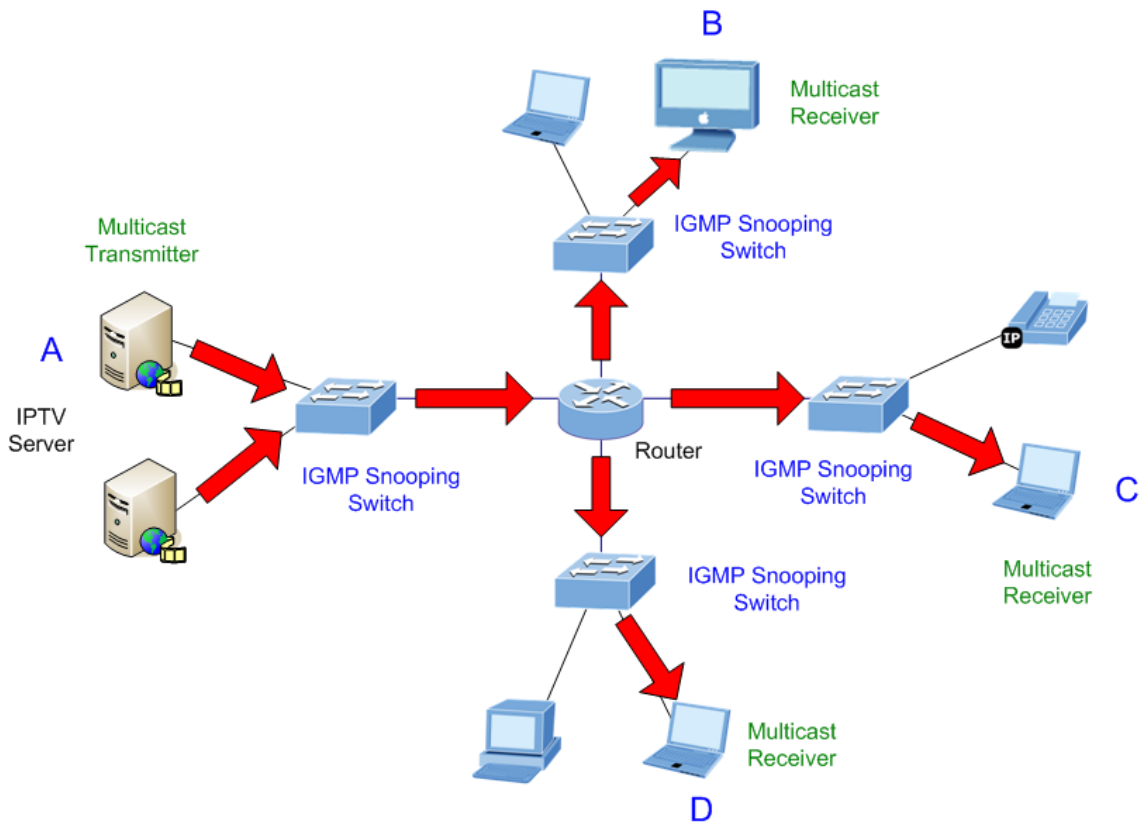 B
Multicast
Receiver
Multicast
Transmitter
IGMP Snooping
Switch
A
IPTV
Server
IP
Router
IGMP Snooping
Switch
IGMP Snooping
Switch
C
IGMP Snooping
Switch
Multicast
Receiver
Multicast
Receiver
D